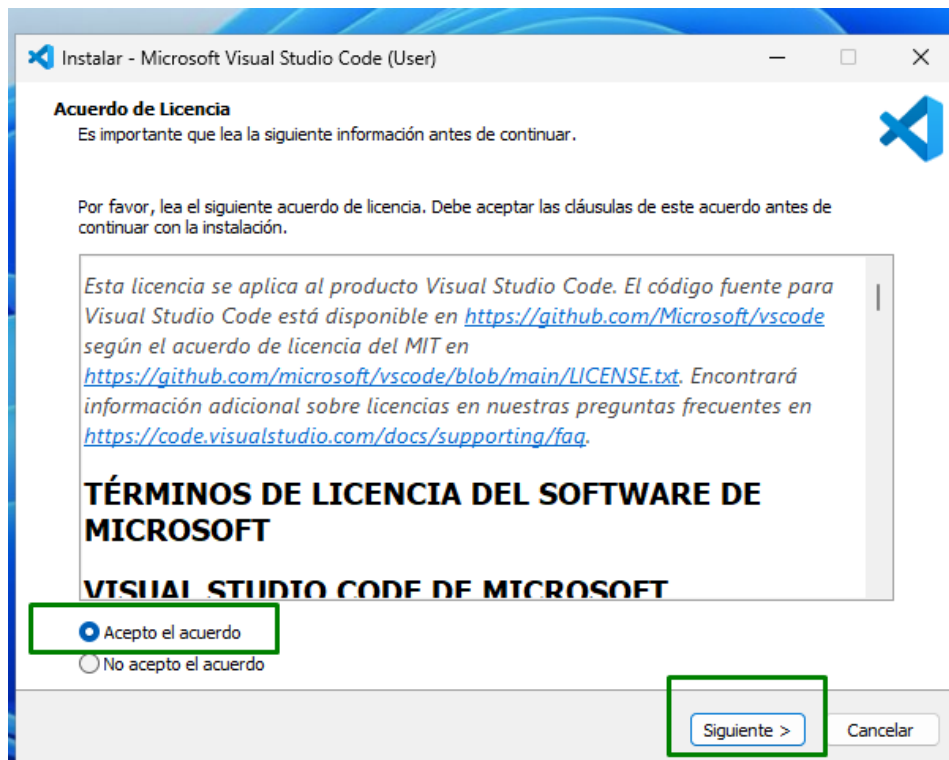 Instalar - Microsoft Visual Studio Code (User)
Acuerdo de Licencia
Es importante que lea la siguiente información antes de continuar.
Por favor, lea el siguiente acuerdo de licencia. Debe aceptar las cláusulas de este acuerdo antes de
continuar con la instalación.
Esta licencia se aplica al producto Visual Studio Code. El código fuente para
Visual Studio Code está disponible en https://github.com/Microsoft/vscode
según el acuerdo de licencia del MIT en
https://github.com/microsoft/vscode/blob/main/LICENSE.txt. Encontrará
información adicional sobre licencias en nuestras preguntas frecuentes en
https://code.visualstudio.com/docs/supporting/faq.
TÉRMINOS DE LICENCIA DEL SOFTWARE DE
MICROSOFT
VISUAL STUDIO CODE DE MICROSOFT
Acepto el acuerdo
No acepto el acuerdo
Siguiente >
Cancelar